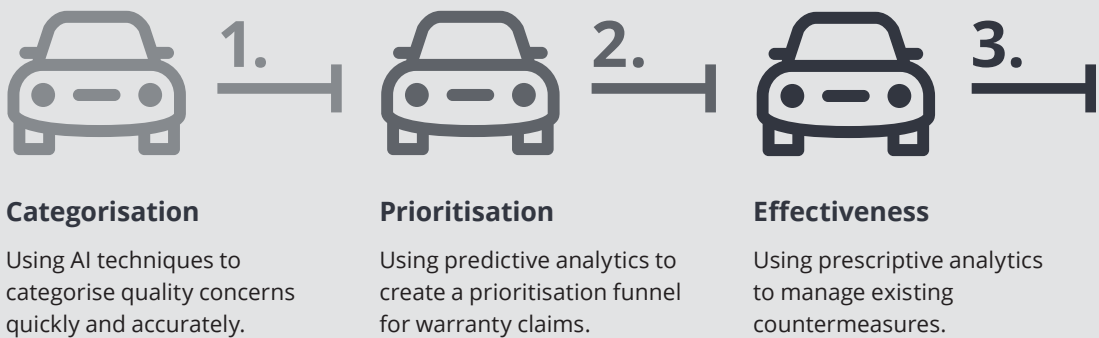 1.
Categorisation
Using AI techniques to
categorise quality concerns
quickly and accurately.
2.
Prioritisation
Using predictive analytics to
create a prioritisation funnel
for warranty claims.
3.
Effectiveness
Using prescriptive analytics
to manage existing
countermeasures.